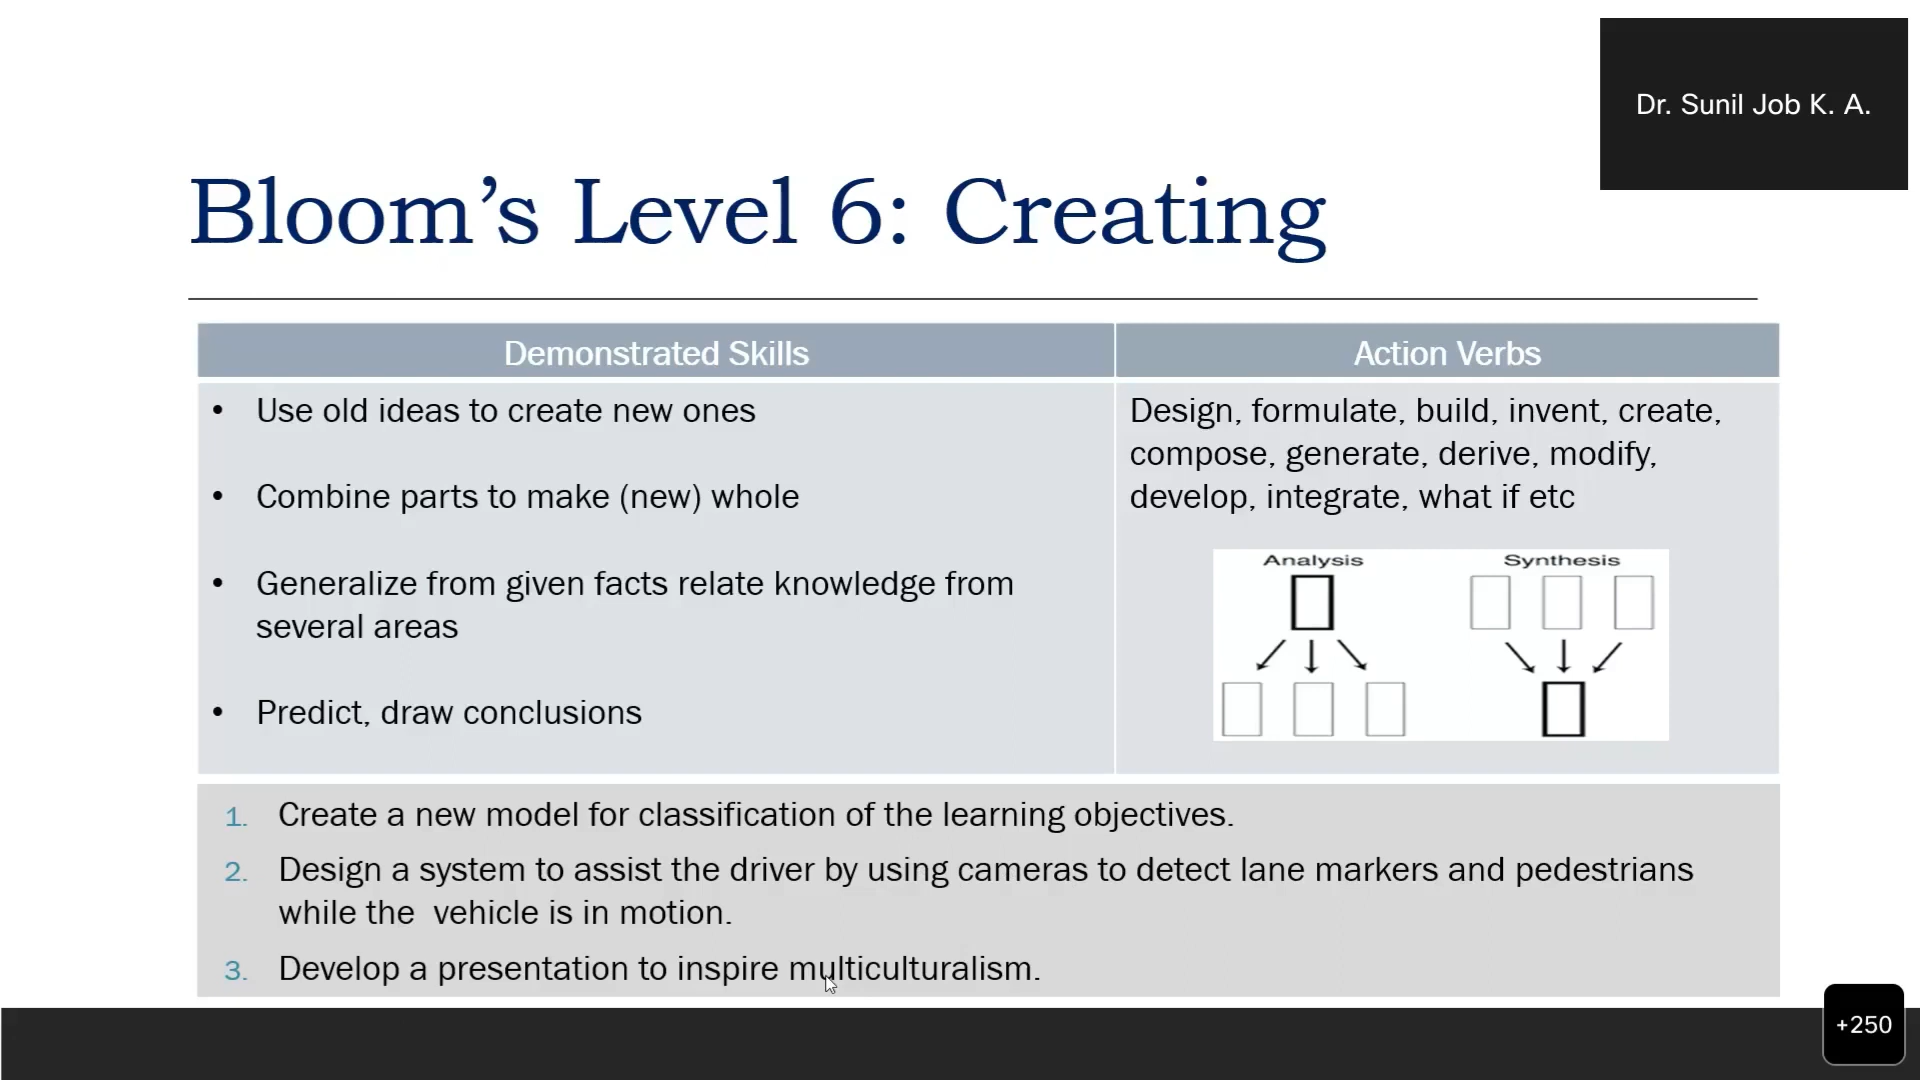 Dr. Sunil Job K. A.
Bloom’s Level 6: Creating
Demonstrated Skills
Action Verbs
• Use old ideas to create new ones
• Combine parts to make (new) whole
• Generalize from given facts relate knowledge from
several areas
• Predict, draw conclusions
Design, formulate, build, invent, create,
compose, generate, derive, modify,
develop, integrate, what if etc
Analysis
Synthesis
1. Create a new model for classification of the learning objectives.
2. Design a system to assist the driver by using cameras to detect lane markers and pedestrians
while the  vehicle is in motion.
3. Develop a presentation to inspire multiculturalism.
+250